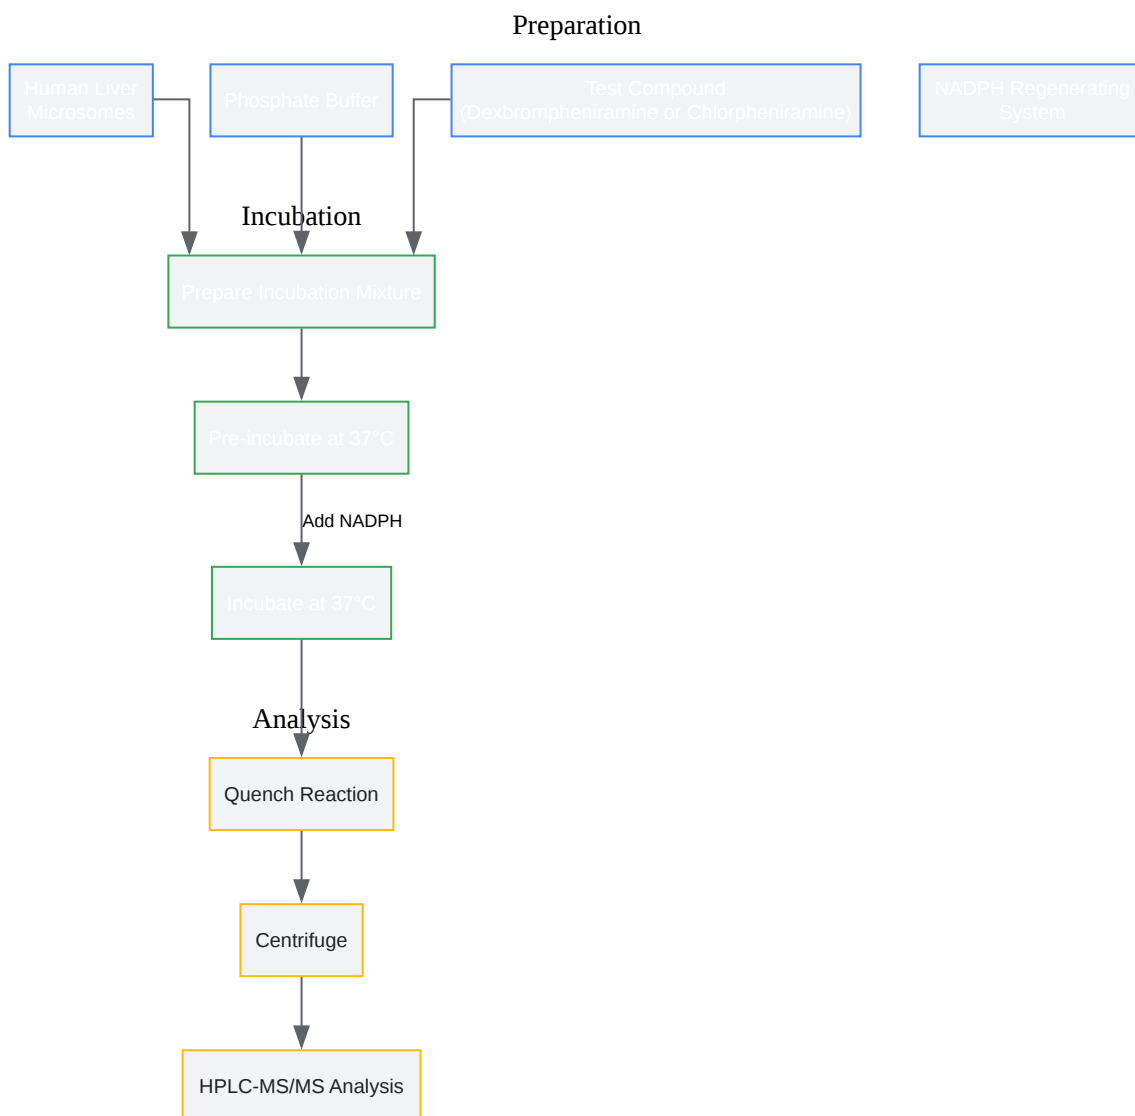 Preparation
Human Liver
Microsomes
Phosphate Buffer
Test Compound
(Dexbrompheniramine or Chlorpheniramine)
NADPH Regenerating
System
Incubation
Prepare Incubation Mixture
Pre-incubate at 37°C
Add NADPH
Incubate at 37°C
Analysis
Quench Reaction
Centrifuge
HPLC-MS/MS Analysis